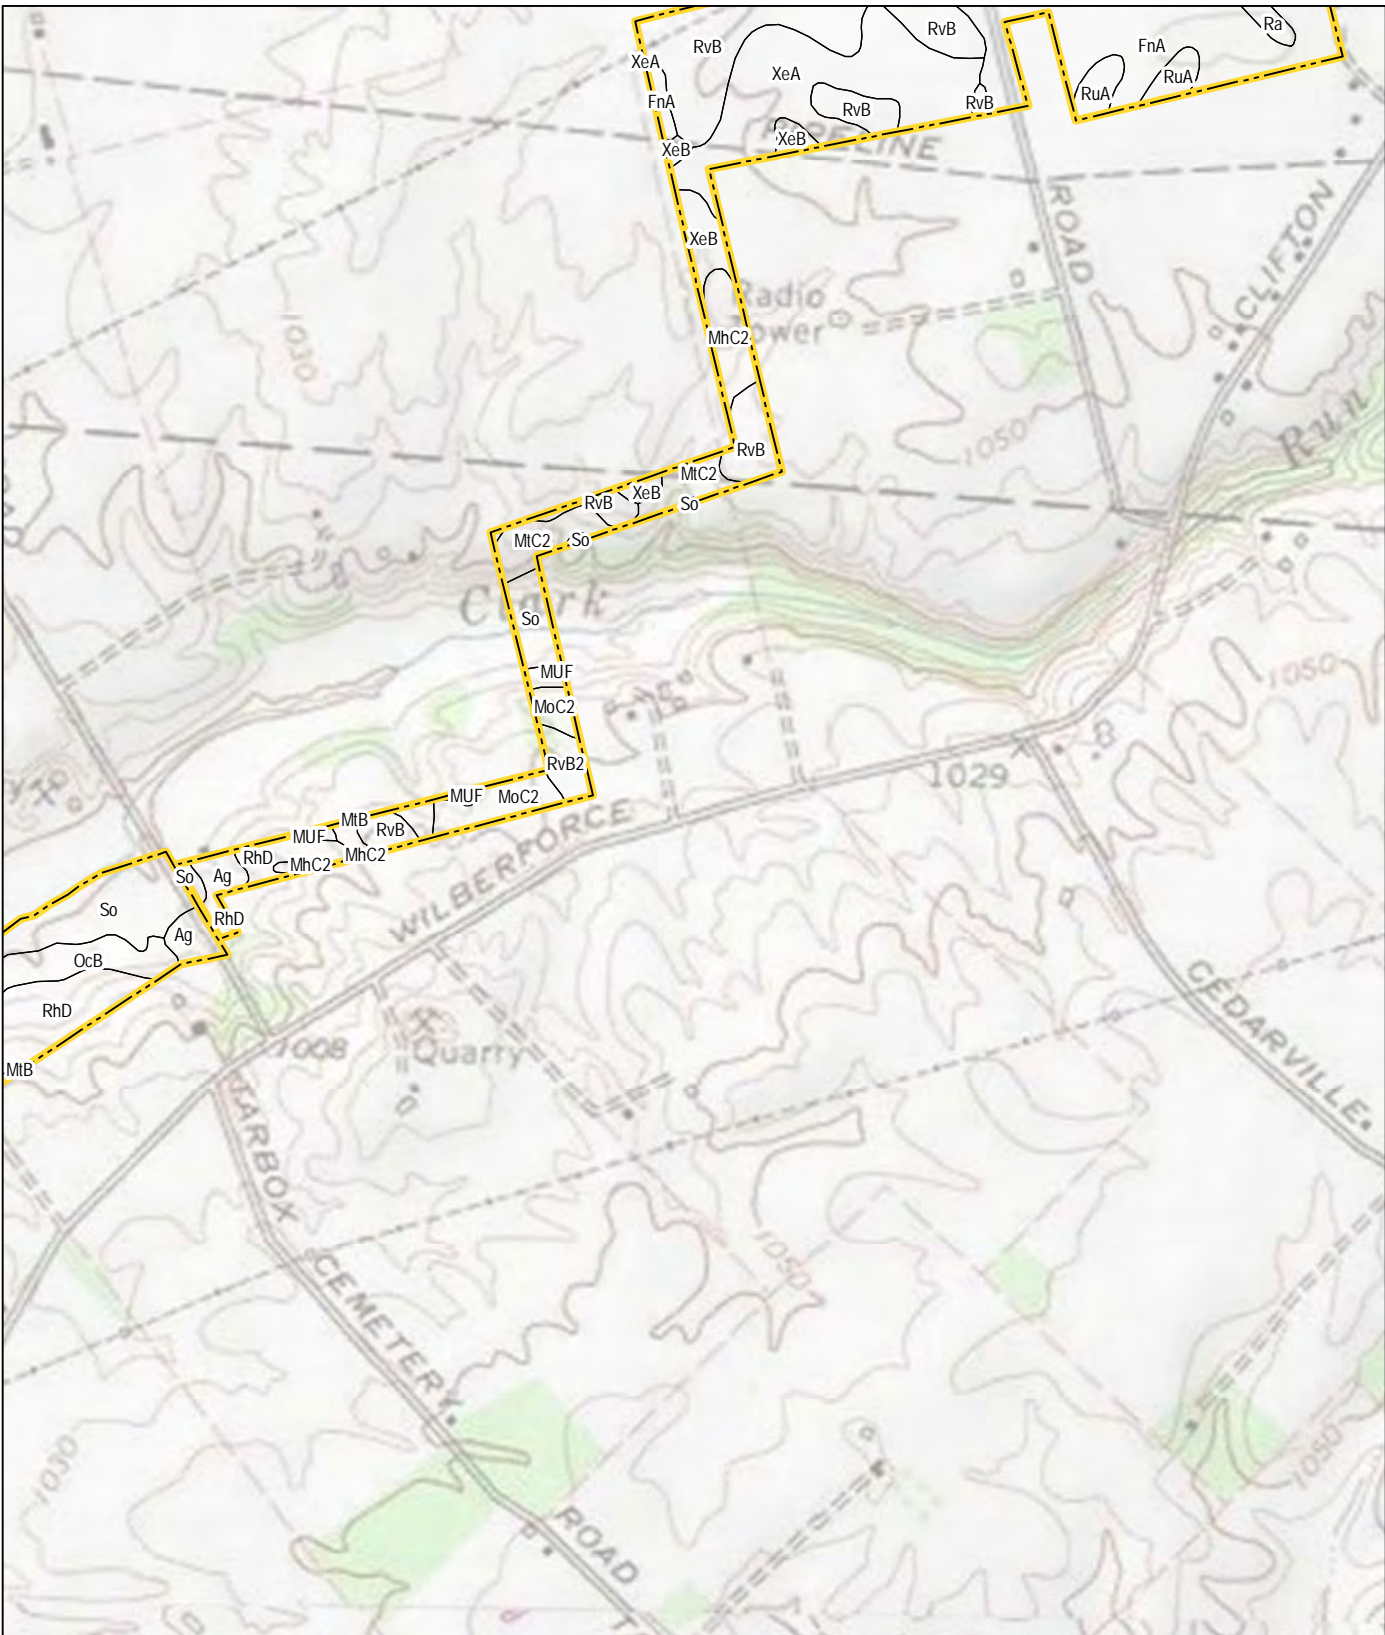 Ra
RvB
RvB
FnA
XeA
XeA
RuA
RuA
FnA
RvB
RvB
XeB
PIPELINE
XeB
ROAD
CLIFTON
XeB
Radio
Tower
1020
MhC2
Run
1050
RvB
MtC2
XeB
RvB
So
MtC2
So
Clark
So
MUF
1050
MoC2
RvB2
1029
MUF
MoC2
MtB
RvB
WILBERFORCE
MUF
MhC2
RhD
MhC2
So
Ag
So
RhD
Ag
OcB
CEDARVILLE
RhD
1008
Quarry
MtB
TARBOX
1050
CEMETERY
1030
1050
ROAD